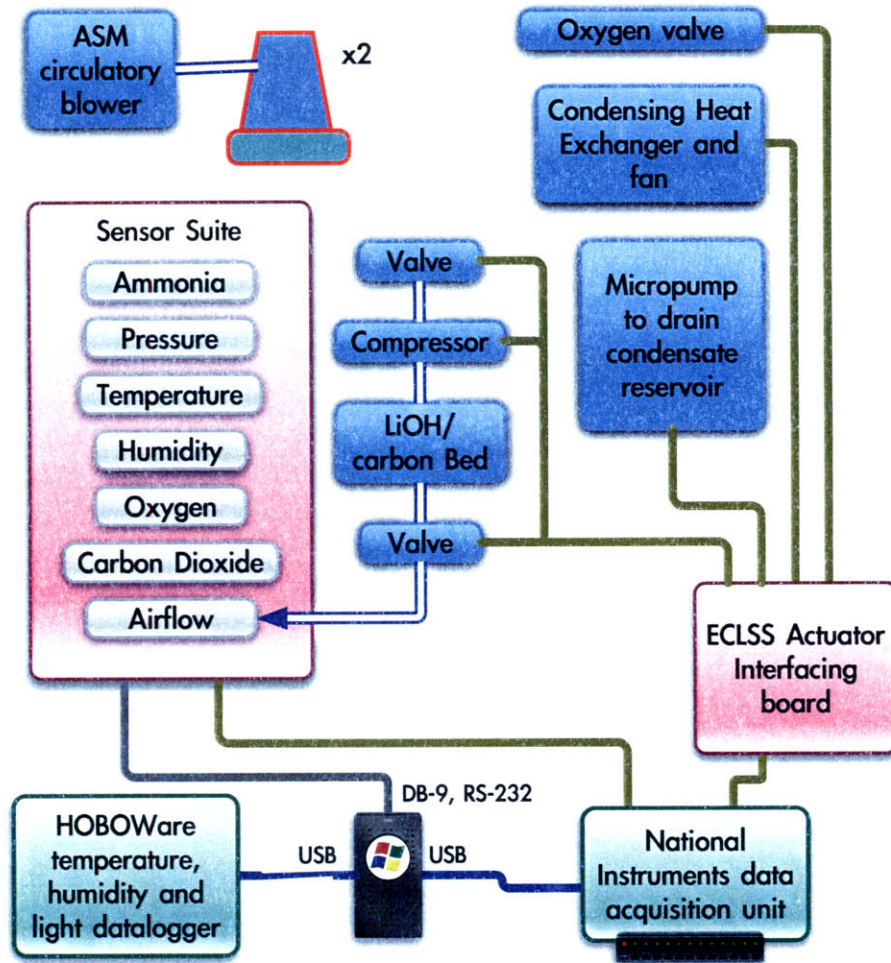 ASM
circulatory
blower
x2
Oxygen valve
Condensing Heat
Exchanger and
fan
Sensor Suite
Ammonia
Pressure
Temperature
Humidity
Oxygen
Carbon Dioxide
Airflow
Valve
Compressor
LiOH/
carbon Bed
Valve
Micropump
to drain
condensate
reservoir
ECLSS Actuator
Interfacing
board
DB-9, RS-232
HOBOWare
temperature,
humidity and
light datalogger
USB
USB
National
Instruments data
acquisition unit